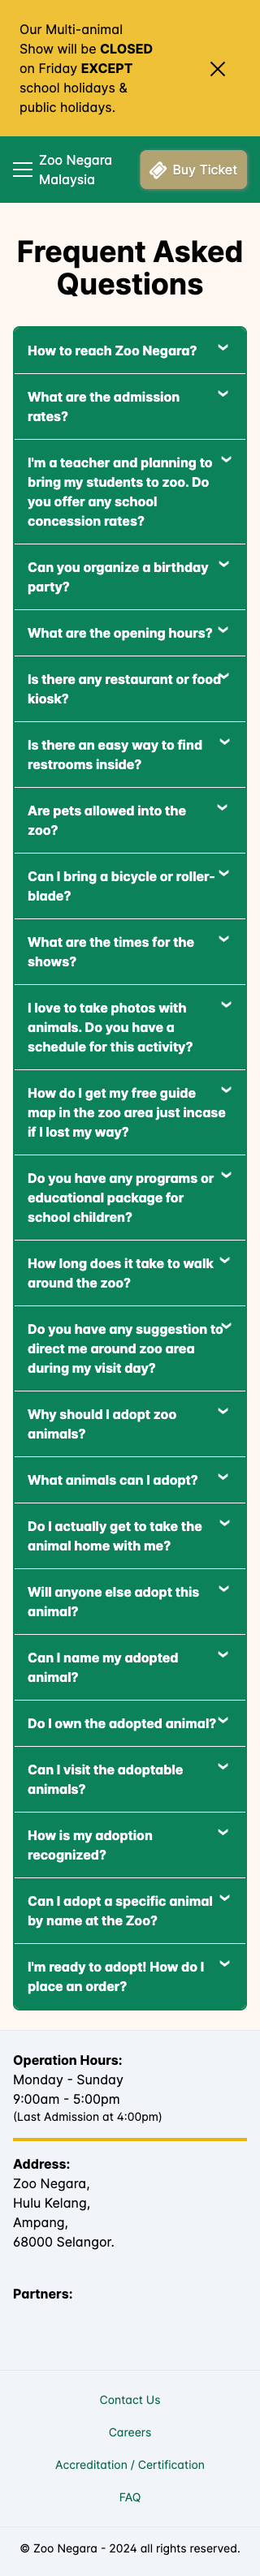 Our Multi-animal
Show will be CLOSED
on Friday EXCEPT
school holidays &
public holidays.
Zoo Negara
Malaysia
Buy Ticket
Frequent Asked
Questions
How to reach Zoo Negara?
What are the admission
rates?
I'm a teacher and planning to
bring my students to zoo. Do
you offer any school
concession rates?
Can you organize a birthday
party?
What are the opening hours?
Is there any restaurant or food
kiosk?
Is there an easy way to find
restrooms inside?
Are pets allowed into the
zoo?
Can I bring a bicycle or roller-
blade?
What are the times for the
shows?
I love to take photos with
animals. Do you have a
schedule for this activity?
How do I get my free guide
map in the zoo area just incase
if I lost my way?
Do you have any programs or
educational package for
school children?
How long does it take to walk
around the zoo?
Do you have any suggestion to
direct me around zoo area
during my visit day?
Why should I adopt zoo
animals?
What animals can I adopt?
Do I actually get to take the
animal home with me?
Will anyone else adopt this
animal?
Can I name my adopted
animal?
Do I own the adopted animal?
Can I visit the adoptable
animals?
How is my adoption
recognized?
Can I adopt a specific animal
by name at the Zoo?
I'm ready to adopt! How do I
place an order?
Operation Hours:
Monday - Sunday
9:00am - 5:00pm
(Last Admission at 4:00pm)
Address:
Zoo Negara,
Hulu Kelang,
Ampang,
68000 Selangor.
Partners:
Contact Us
Careers
Accreditation / Certification
FAQ
© Zoo Negara - 2024 all rights reserved.